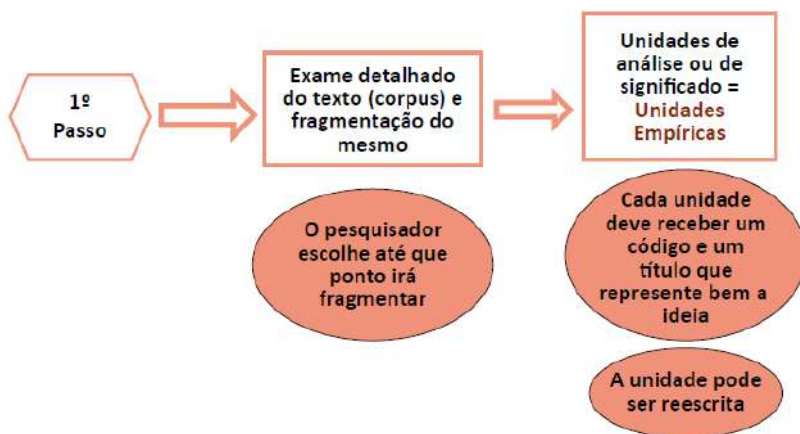 1º
Passo
Exame detalhado
do texto (corpus) e
fragmentação do
mesmo
Unidades de
análise ou de
significado =
Unidades
Empíricas
O pesquisador
escolhe até que
ponto irá
fragmentar
Cada unidade
deve receber um
código e um
título que
represente bem a
ideia
A unidade pode
ser reescrita